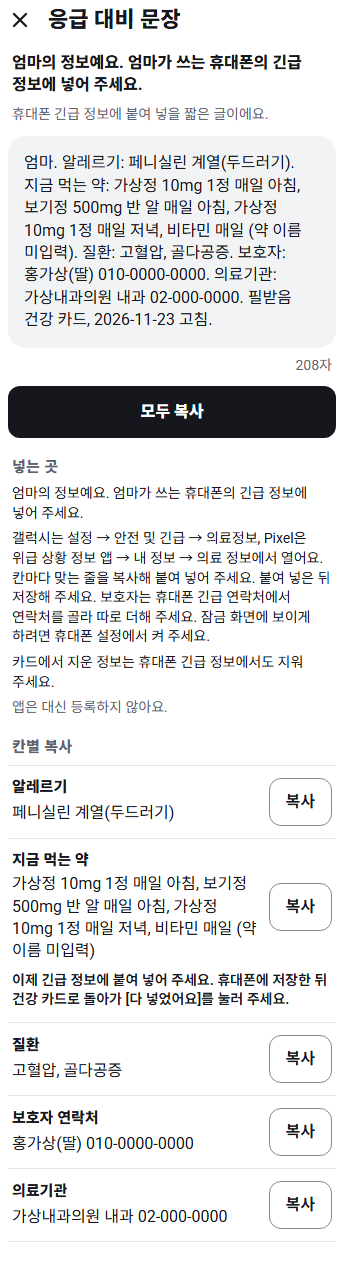 응급 대비 문장
엄마의 정보예요. 엄마가 쓰는 휴대폰의 긴급
정보에 넣어 주세요.
휴대폰 긴급 정보에 붙여 넣을 짧은 글이에요.
엄마. 알레르기: 페니실린 계열(두드러기).
지금 먹는 약: 가상정 10mg 1정 매일 아침,
보기정 500mg 반 알 매일 아침, 가상정
10mg 1정 매일 저녁, 비타민 매일 (약 이름
미입력). 질환: 고혈압, 골다공증. 보호자:
홍가상(딸) 010-0000-0000. 의료기관:
가상내과의원 내과 02-000-0000. 필받음
건강 카드, 2026-11-23 고침.
208자
모두 복사
넣는 곳
엄마의 정보예요. 엄마가 쓰는 휴대폰의 긴급 정보에
넣어 주세요.
갤럭시는 설정 → 안전 및 긴급 → 의료정보, Pixel은
위급 상황 정보 앱 → 내 정보 → 의료 정보에서 열어요.
칸마다 맞는 줄을 복사해 붙여 넣어 주세요. 붙여 넣은 뒤
저장해 주세요. 보호자는 휴대폰 긴급 연락처에서
연락처를 골라 따로 더해 주세요. 잠금 화면에 보이게
하려면 휴대폰 설정에서 켜 주세요.
카드에서 지운 정보는 휴대폰 긴급 정보에서도 지워
주세요.
앱은 대신 등록하지 않아요.
칸별 복사
알레르기
페니실린 계열(두드러기)
복사
지금 먹는 약
가상정 10mg 1정 매일 아침, 보기정
500mg 반 알 매일 아침, 가상정
10mg 1정 매일 저녁, 비타민 매일 (약
이름 미입력)
복사
이제 긴급 정보에 붙여 넣어 주세요. 휴대폰에 저장한 뒤
건강 카드로 돌아가 [다 넣었어요]를 눌러 주세요.
질환
고혈압, 골다공증
복사
보호자 연락처
홍가상(딸) 010-0000-0000
복사
의료기관
가상내과의원 내과 02-000-0000
복사